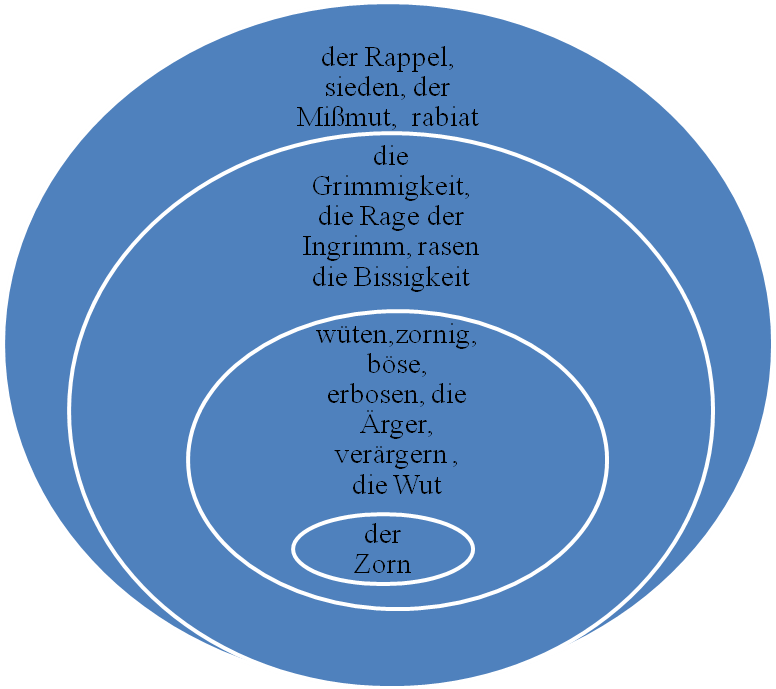 der Rappel,
sieden, der
Mißmut,  rabiat
die
Grimmigkeit,
die Rage der
Ingrimm, rasen
die Bissigkeit
wüten,zornig,
böse,
erbosen, die
Ärger,
verärgern ,
die Wut
der
Zorn